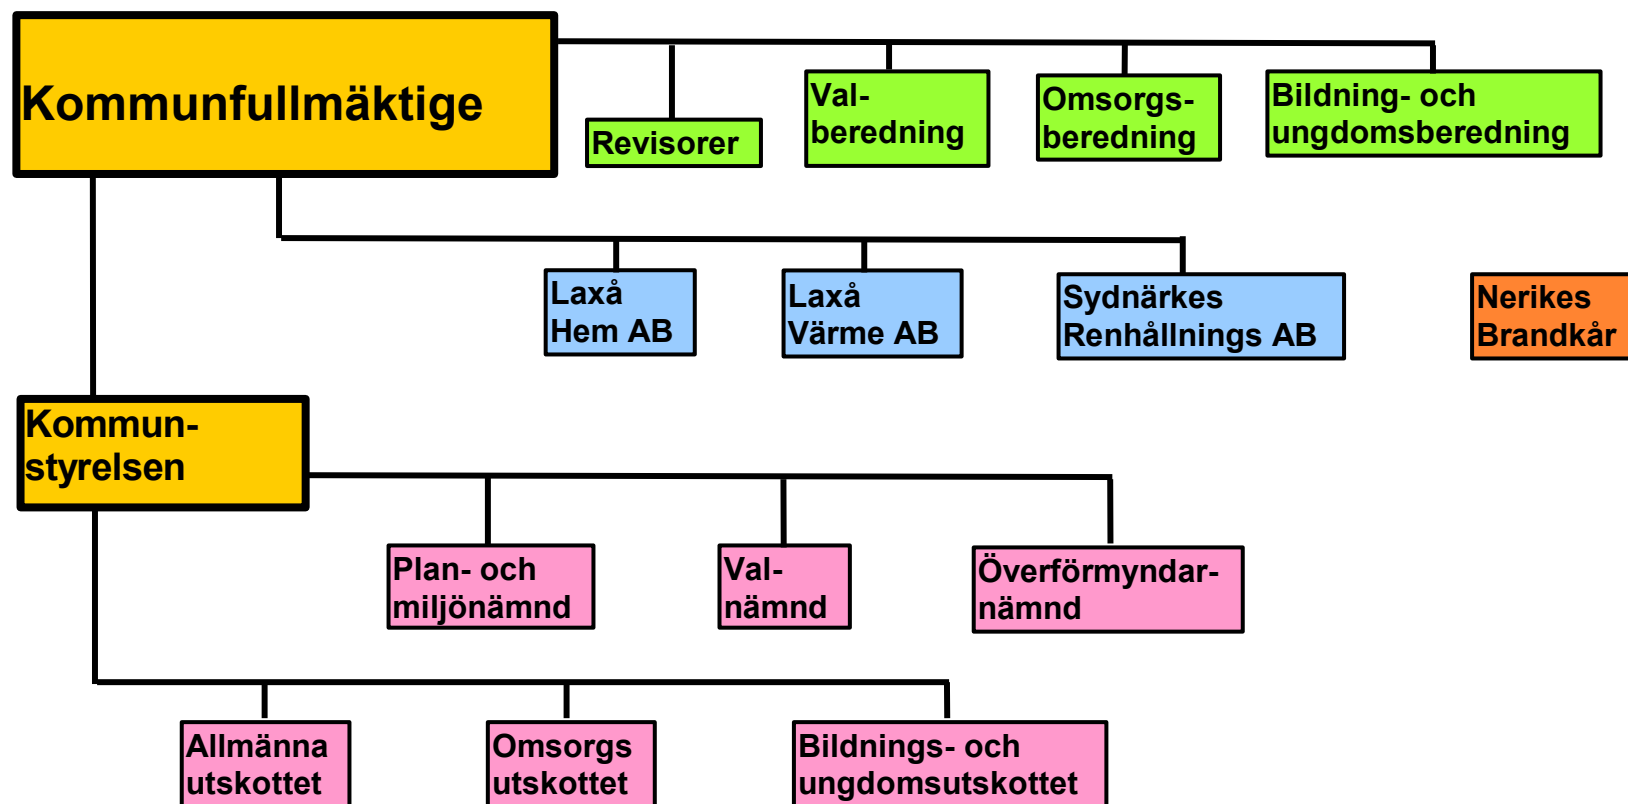 Kommunfullmäktige
Revisorer
Val-
beredning
Omsorgs-
beredning
Bildning- och
ungdomsberedning
Laxå
Hem AB
Laxå
Värme AB
Sydnärkes
Renhållnings AB
Nerikes
Brandkår
Kommun-
styrelsen
Plan- och
miljönämnd
Val-
nämnd
Överförmyndar-
nämnd
Allmänna
utskottet
Omsorgs
utskottet
Bildnings- och
ungdomsutskottet